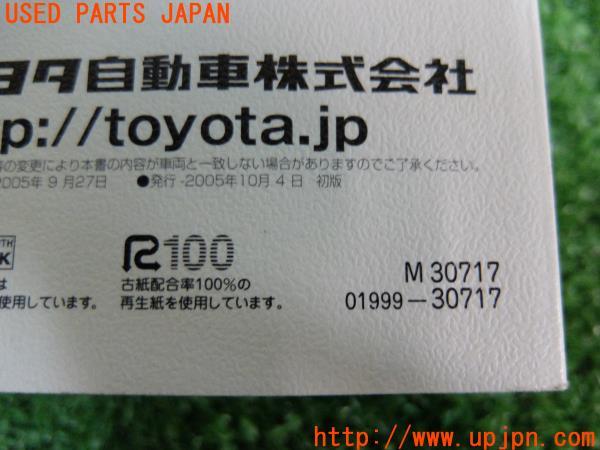 USED PARTS JAPAN
ヨタ自動車株式会社
p://toyota.jp
等の変更により本書の内容が車両と一致しない場合がありますのでご了承ください。
2005年9月27日 ●発行-2005年10月4日 初版
TH
K
R100
は
使用しています。
古紙配合率100%の
再生紙を使用しています。
M 30717
01999－30717
http://www.upjpn.com